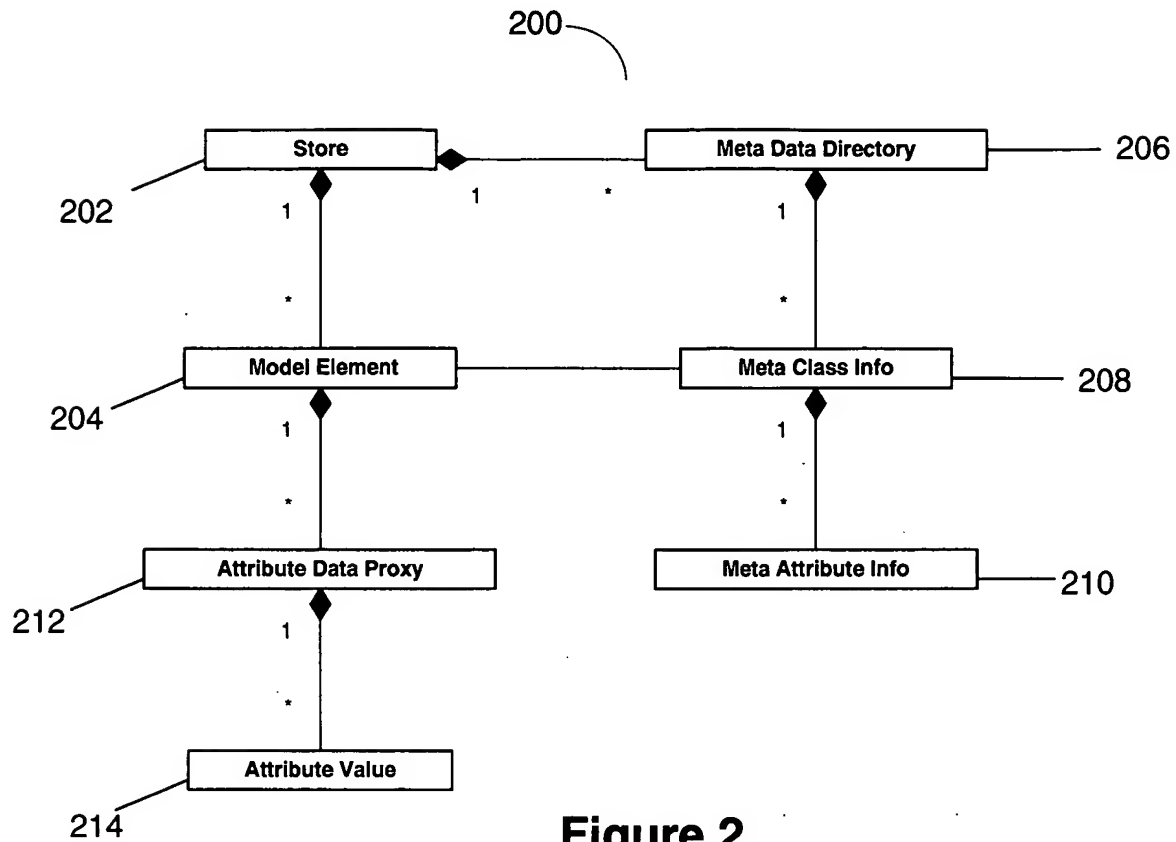 200
Store
Meta Data Directory
206
202
1
*
1
1
*
*
Model Element
Meta Class Info
208
204
1
1
*
*
Attribute Data Proxy
Meta Attribute Info
210
212
1
*
Attribute Value
214
Figure 2